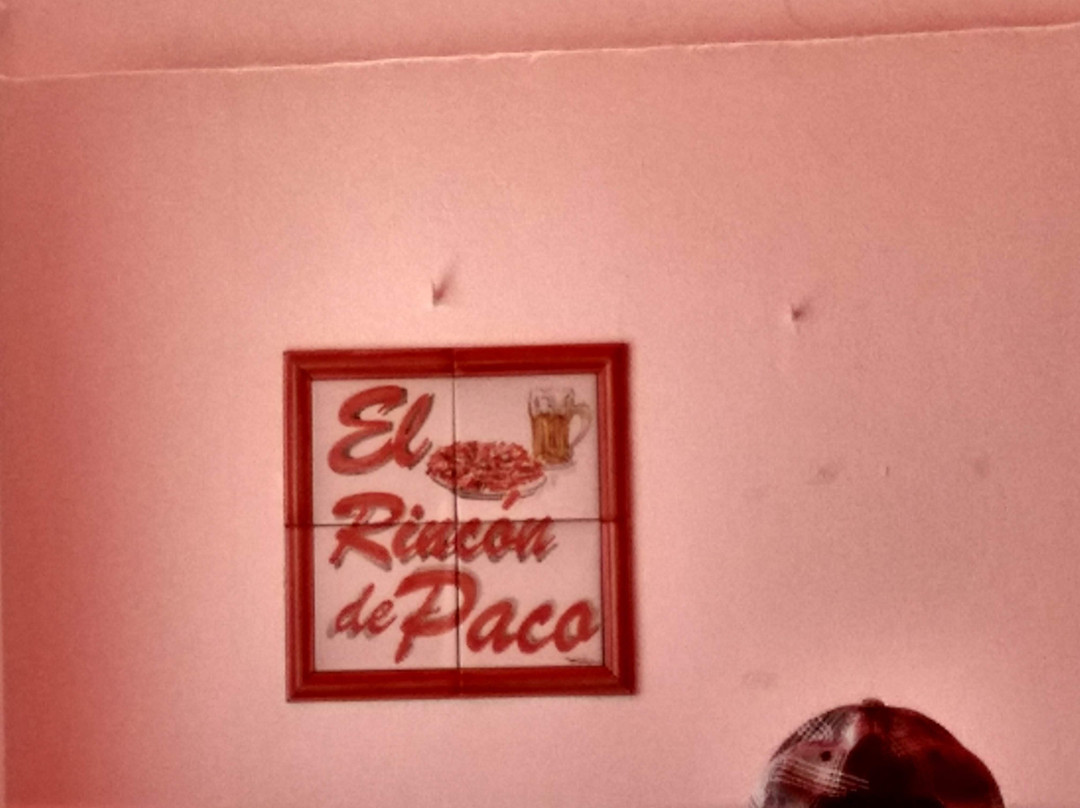 El
Rincón
de Paco